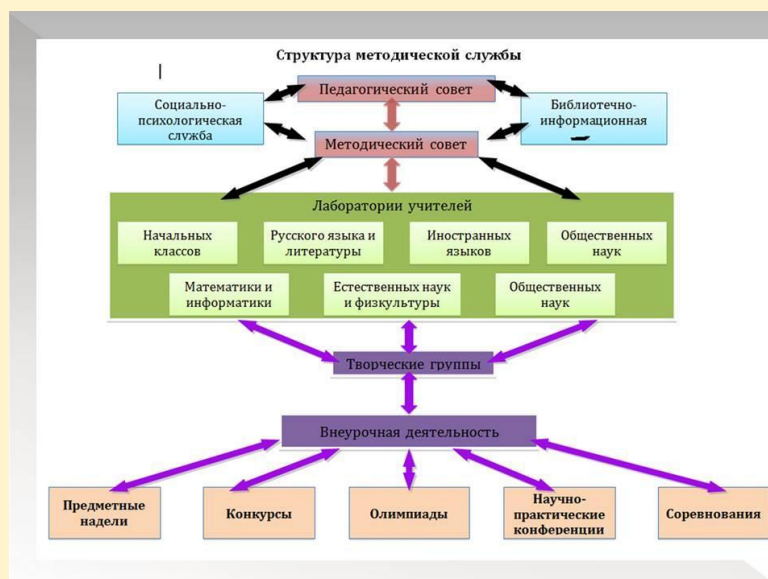 Структура методической службы
Педагогический совет
Социально-
психологическая
служба
Библиотечно-
информационная
Методический совет
Лаборатории учителей
Начальных
классов
Русского языка и
литературы
Иностранных
языков
Общественных
наук
Математики и
информатики
Естественных наук
и физкультуры
Общественных
наук
Творческие группы
Внеурочная деятельность
Предметные
надели
Конкурсы
Олимпиады
Научно-
практические
конференции
Соревнования